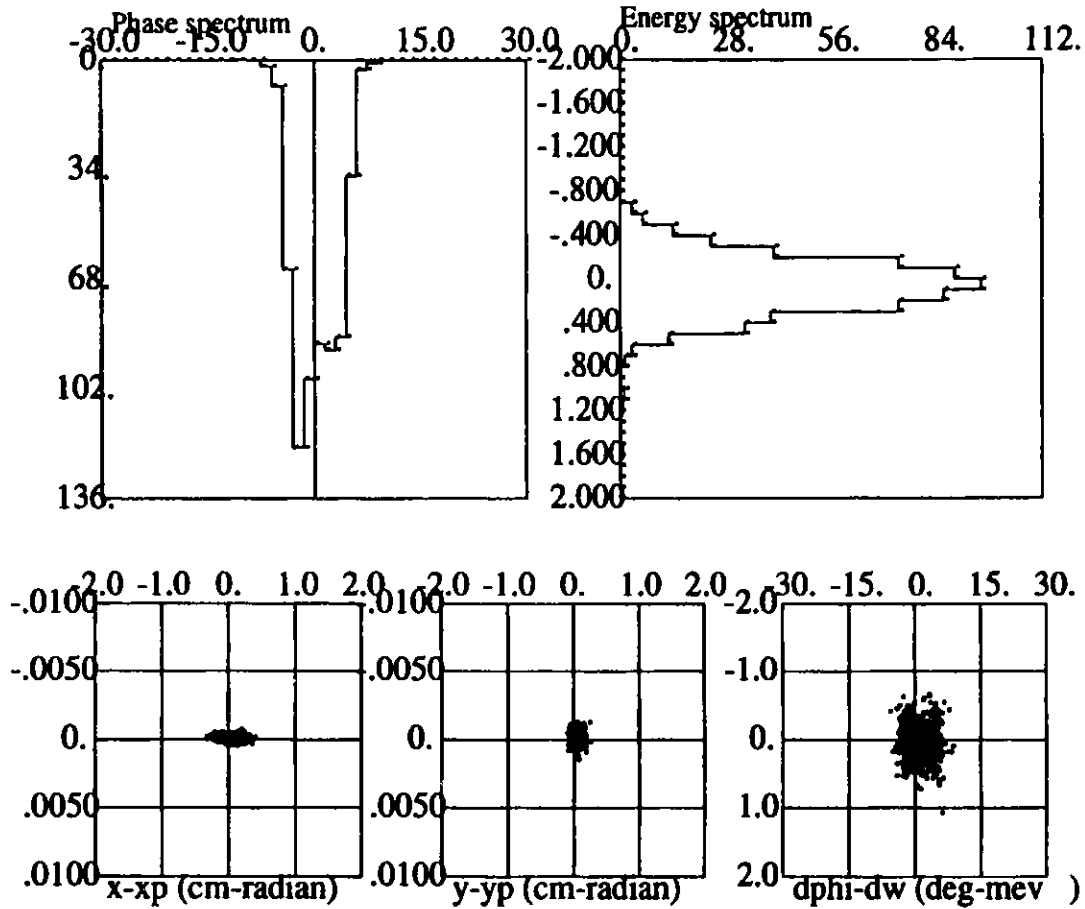 Phase spectrum Energy spectrum
-30.0 -15.0 0. 15.0 30.0 0. 28. 56. 84. 112.
0 -2.000
-1.600
-1.200
34. -.800
-.400
68. 0.
.400
102. .800
1.200
1.600
136. 2.000
-2.0 -1.0 0. 1.0 2.0 -2.0 -1.0 0. 1.0 2.0 -30. -15. 0. 15. 30.
-.0100 -.0100 -2.0
-.0050 -.0050 -1.0
0. 0. 0.
.0050 .0050 1.0
.0100 .0100 2.0
x-xp (cm-radian) y-yp (cm-radian) dphi-dw (deg-mev )